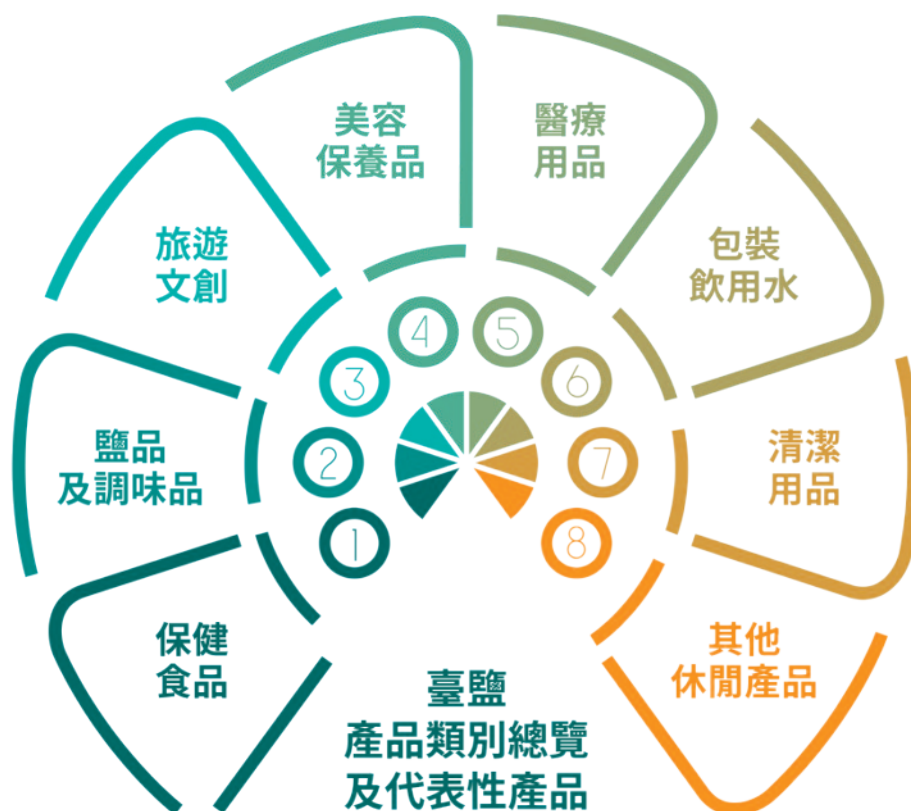 美容
保養品
醫療
用品
旅遊
文創
包裝
飲用水
4
5
3
6
鹽品
及調味品
2
7
清潔
用品
1
8
保健
食品
其他
休閒產品
臺鹽
產品類別總覽
及代表性產品